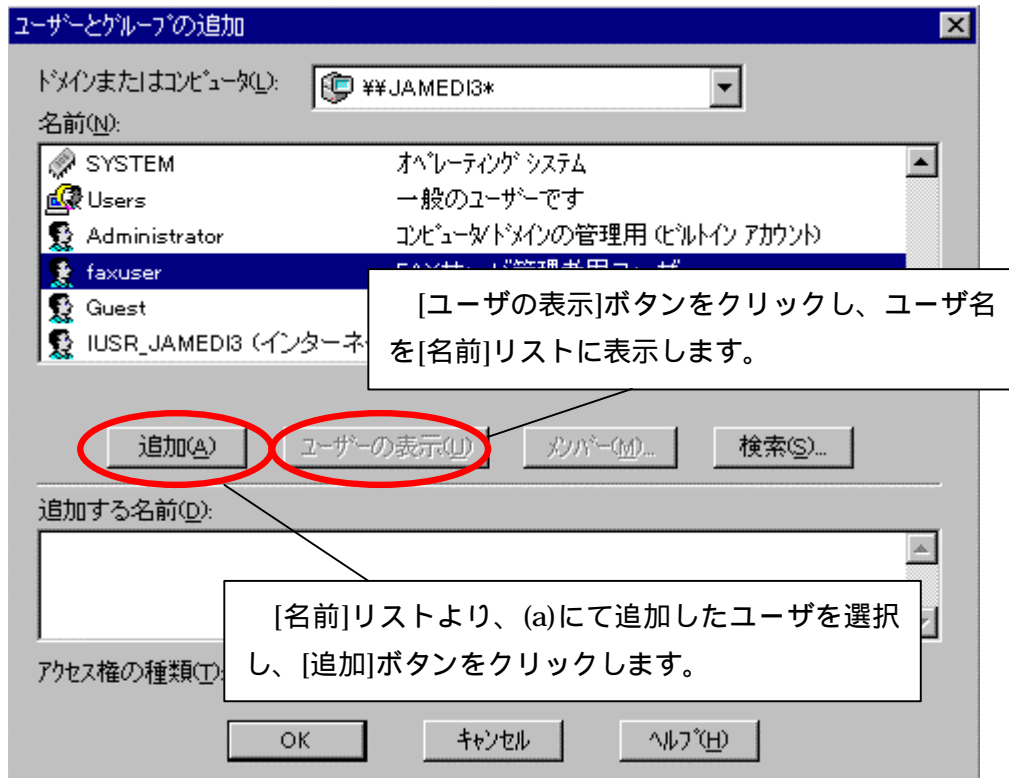 ユーザーとグループの追加
ドメインまたはコンピュータ(L): ¥¥JAMEDI3*
名前(N):
SYSTEM オペレーティング システム
Users 一般のユーザーです
Administrator コンピュータ/ドメインの管理用 (ビルトイン アカウント)
faxuser
Guest
IUSR_JAMEDI3 (インターネ
[ユーザの表示]ボタンをクリックし、ユーザ名
を[名前]リストに表示します。
追加(A) ユーザーの表示(U) メンバー(M)... 検索(S)...
追加する名前(D):
[名前]リストより、(a)にて追加したユーザを選択
し、[追加]ボタンをクリックします。
アクセス権の種類(T):
OK キャンセル ヘルプ(H)